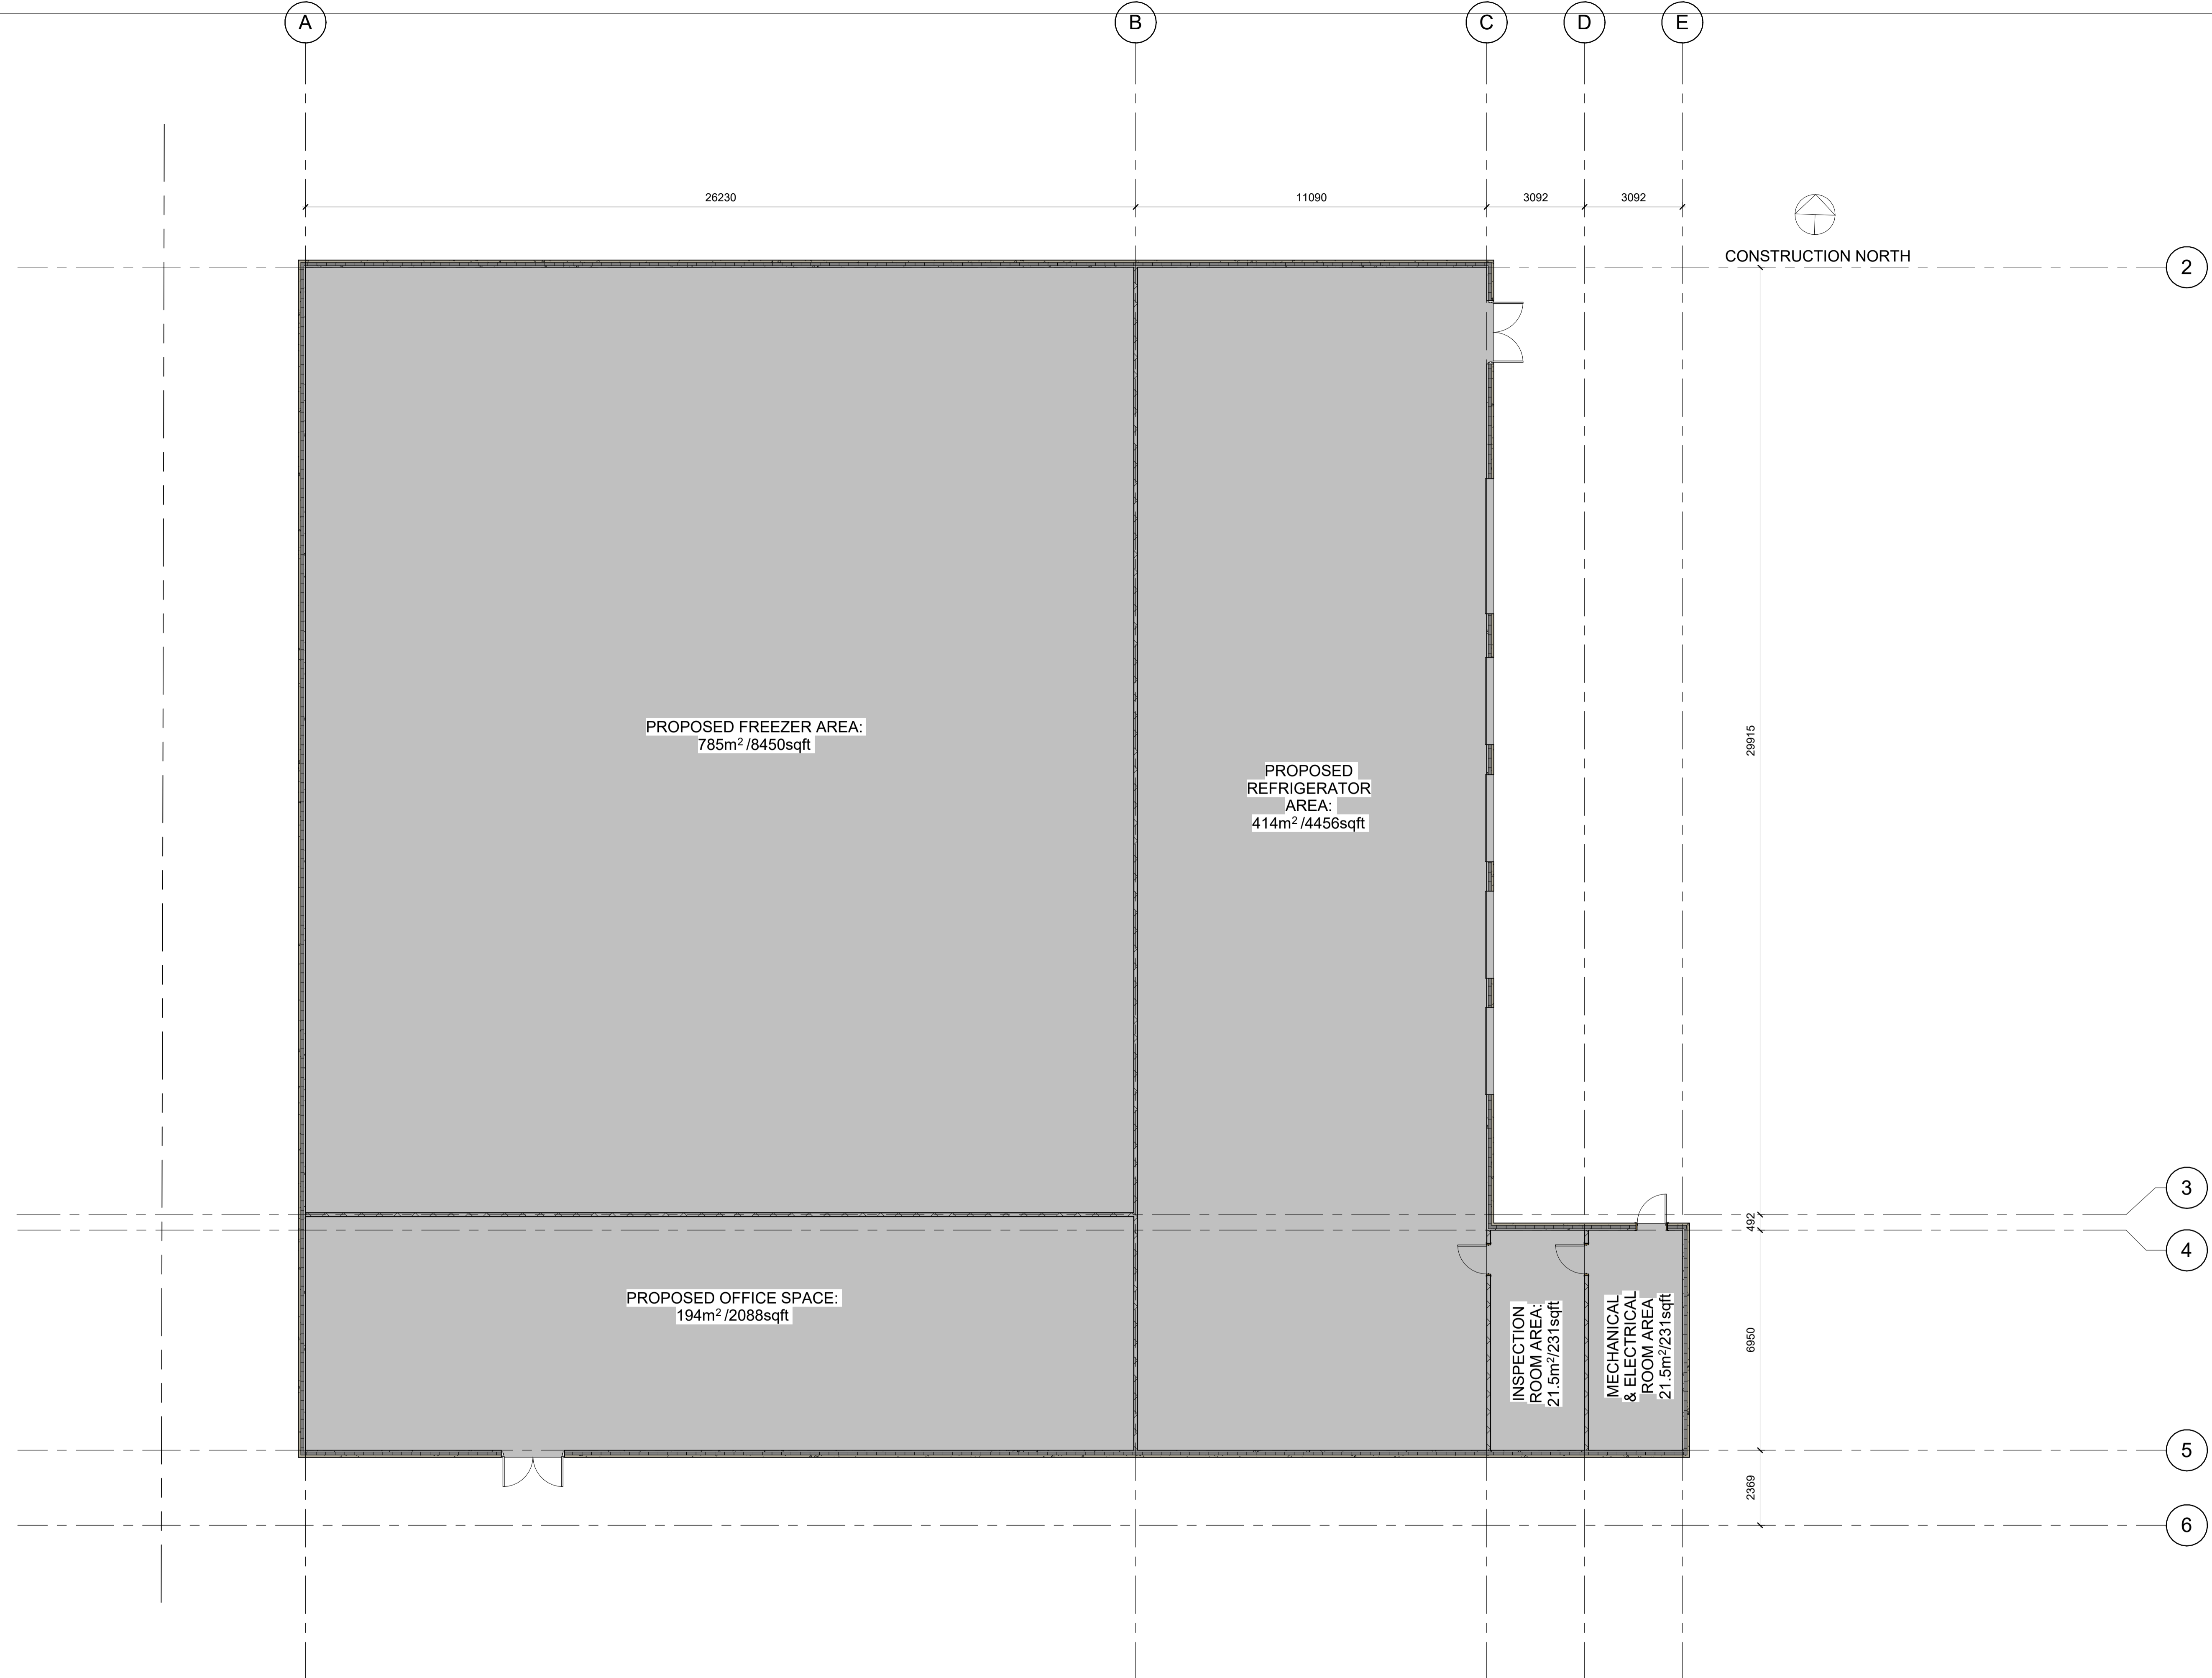 A
B
C
D
E
26230
11090
3092
3092
CONSTRUCTION NORTH
2
29915
PROPOSED FREEZER AREA:
785m² /8450sqft
PROPOSED
REFRIGERATOR
AREA:
414m² /4456sqft
3
492
4
PROPOSED OFFICE SPACE:
194m² /2088sqft
INSPECTION
ROOM AREA:
21.5m²/231sqft
MECHANICAL
& ELECTRICAL
ROOM AREA
21.5m²/231sqft
6950
5
2369
6